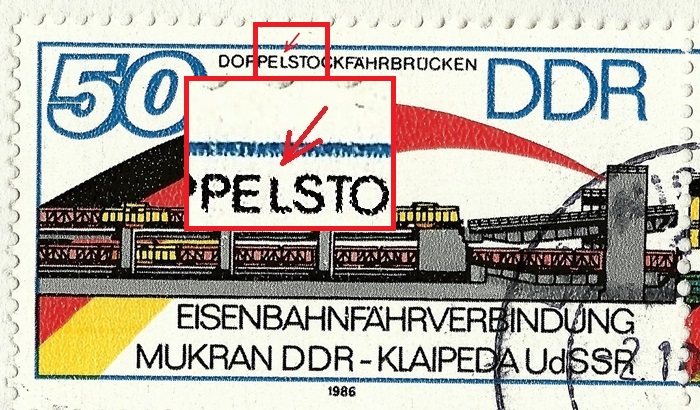 50 DOPPELSTOCKFÄHRBRÜCKEN DDR
PPELSTO
EISENBAHNFÄHRVERBINDUNG
MUKRAN DDR - KLAIPEDA UdSSR
1986